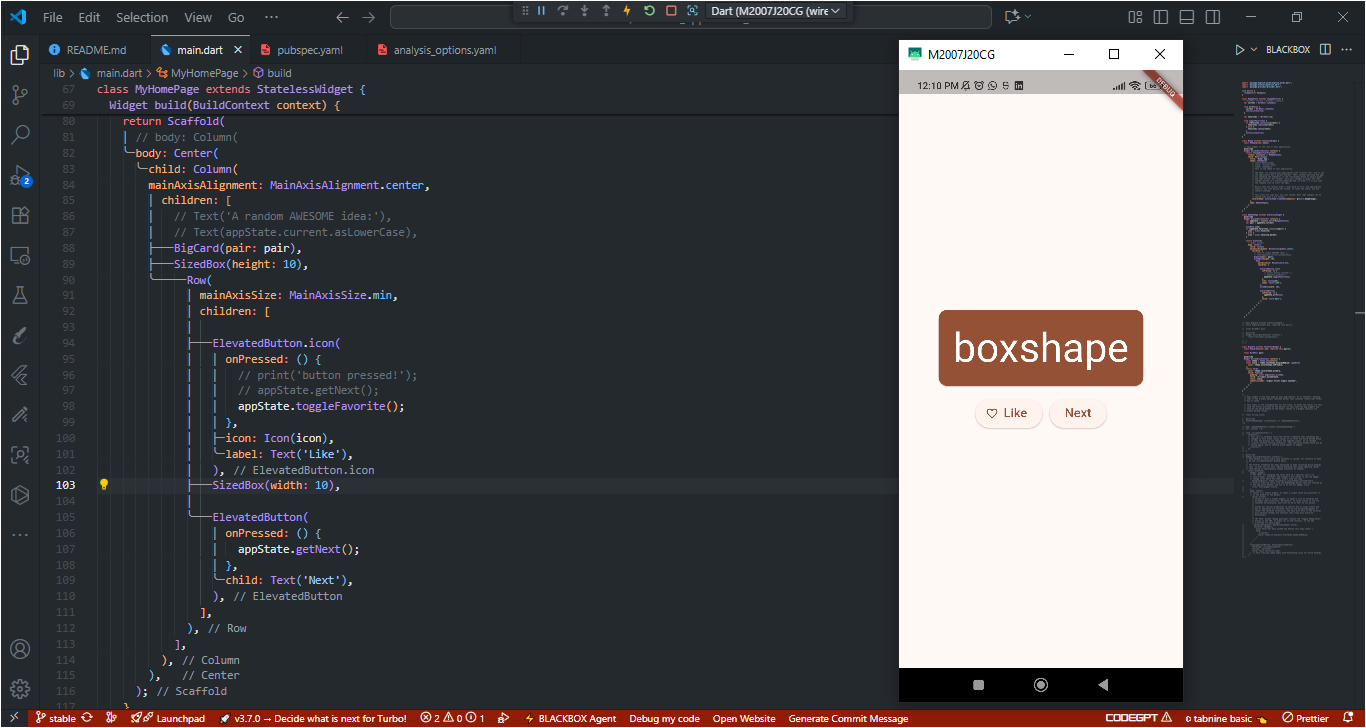 File Edit Selection View Go ···
Dart (M2007J20CG (wire
README.md
main.dart
pubspec.yaml
analysis_options.yaml
BLACKBOX
lib > main.dart > MyHomePage > build
67 class MyHomePage extends StatelessWidget {
69 Widget build(BuildContext context) {
80 return Scaffold(
81 // body: Column(
82 body: Center(
83 child: Column(
84 mainAxisAlignment: MainAxisAlignment.center,
85 children: [
86 // Text('A random AWESOME idea:'),
87 // Text(appState.current.asLowerCase),
88 BigCard(pair: pair),
89 SizedBox(height: 10),
90 Row(
91 mainAxisSize: MainAxisSize.min,
92 children: [
93
94 ElevatedButton.icon(
95 onPressed: () {
96 // print('button pressed!');
97 // appState.getNext();
98 appState.toggleFavorite();
99 },
100 icon: Icon(icon),
101 label: Text('Like'),
102 ), // ElevatedButton.icon
103 SizedBox(width: 10),
104
105 ElevatedButton(
106 onPressed: () {
107 appState.getNext();
108 },
109 child: Text('Next'),
110 ), // ElevatedButton
111 ],
112 ), // Row
113 ],
114 ), // Column
115 ), // Center
116 ); // Scaffold
117 }
2
M2007J20CG
12:10 PM
DEBUG
boxshape
Like
Next
stable
Launchpad
v3.7.0 → Decide what is next for Turbo!
2 0 1
BLACKBOX Agent
Debug my code
Open Website
Generate Commit Message
CODEGPT
tabnine basic
Prettier